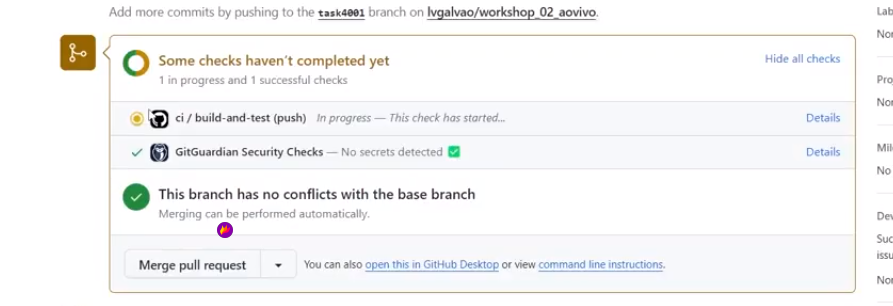 Add more commits by pushing to the task4001 branch on lvgalvao/workshop_02_aovivo.
Some checks haven't completed yet
Hide all checks
1 in progress and 1 successful checks
ci / build-and-test (push) In progress — This check has started...
Details
GitGuardian Security Checks — No secrets detected ✅
Details
This branch has no conflicts with the base branch
Merging can be performed automatically.
Merge pull request
You can also open this in GitHub Desktop or view command line instructions.
Lab
No
Mil
No
Dev
Suc
issu